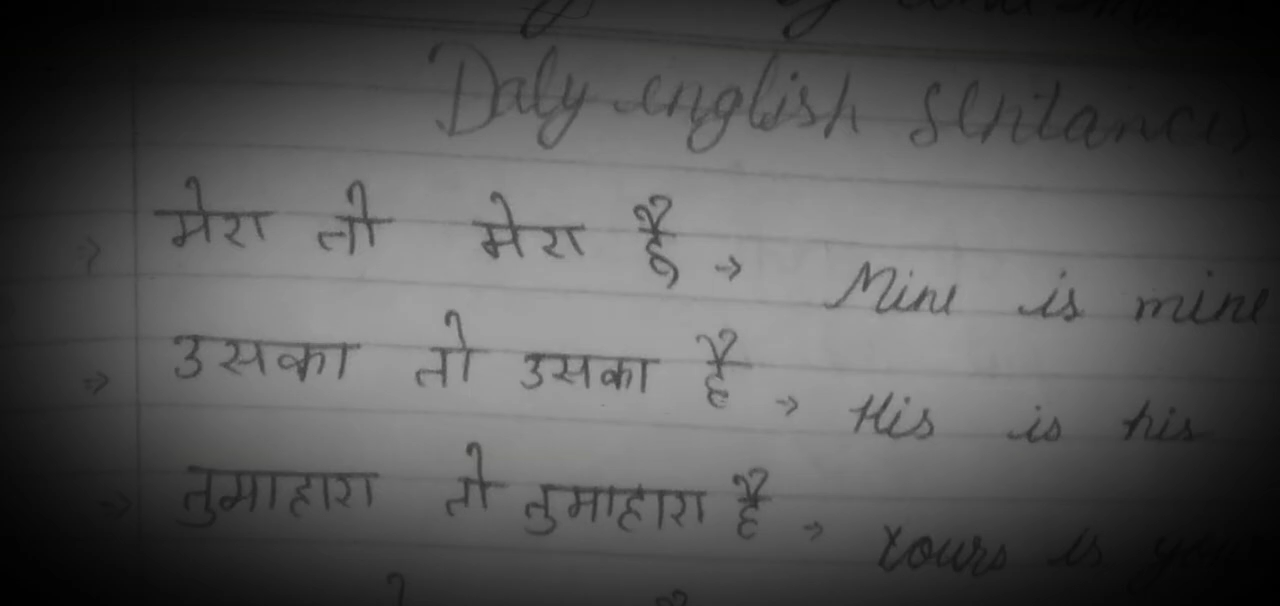 Daly english Sentances
⇒ मेरा तो मेरा है → Mine is mine
⇒ उसका तो उसका है → His is his
⇒ तुमाहारा तो तुमाहारा है → Yours is